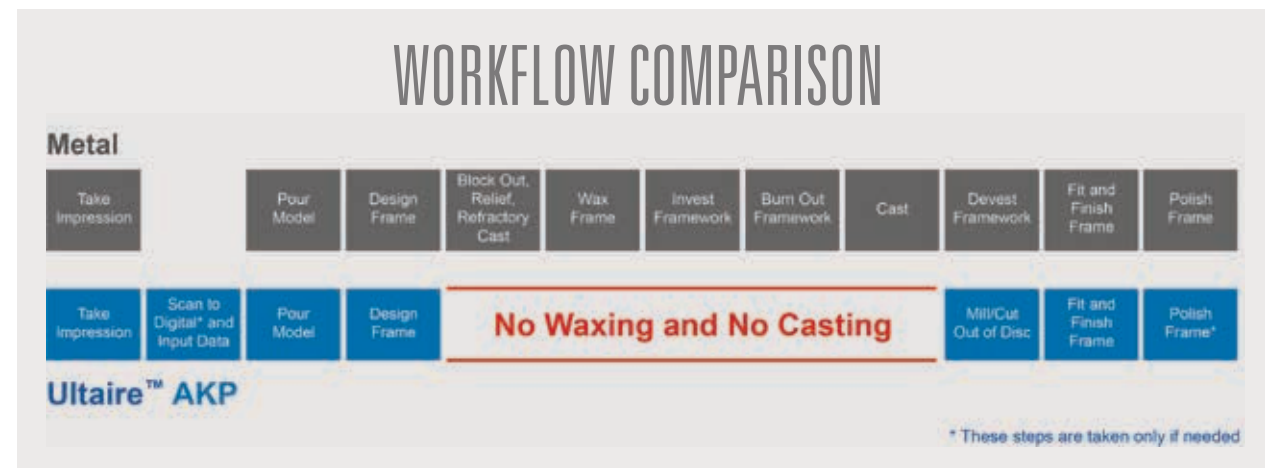 WORKFLOW COMPARISON
Metal
Take
Impression
Pour
Model
Design
Frame
Block Out,
Relief,
Refractory
Cast
Wax
Frame
Invest
Framework
Burn Out
Framework
Cast
Devest
Framework
Fit and
Finish
Frame
Polish
Frame
Take
Impression
Scan to
Digital* and
Input Data
Pour
Model
Design
Frame
No Waxing and No Casting
Mill/Cut
Out of Disc
Fit and
Finish
Frame
Polish
Frame*
Ultaire™ AKP
* These steps are taken only if needed